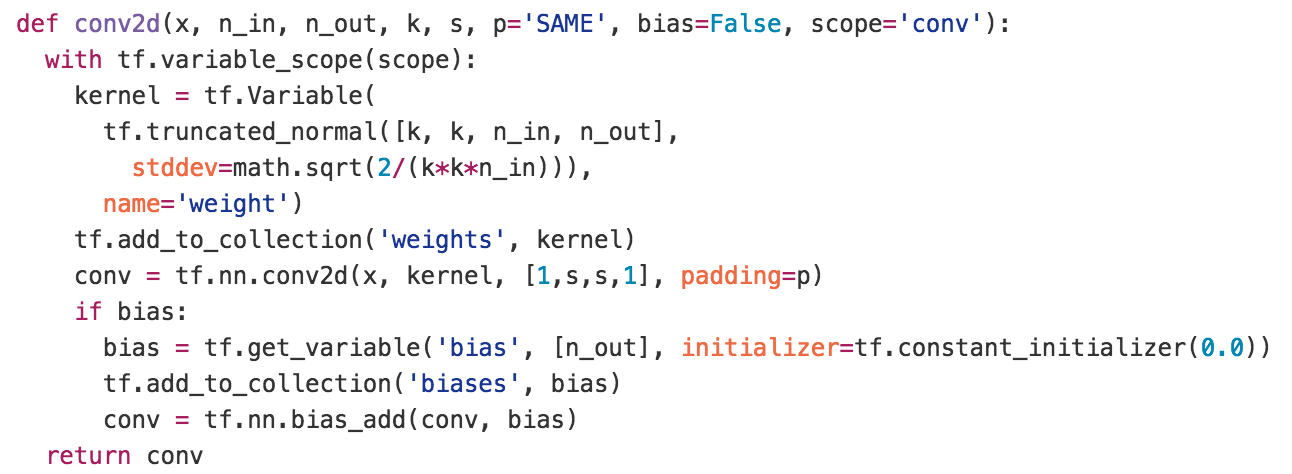 def conv2d(x, n_in, n_out, k, s, p='SAME', bias=False, scope='conv'):
  with tf.variable_scope(scope):
    kernel = tf.Variable(
      tf.truncated_normal([k, k, n_in, n_out],
        stddev=math.sqrt(2/(k*k*n_in))),
      name='weight')
    tf.add_to_collection('weights', kernel)
    conv = tf.nn.conv2d(x, kernel, [1,s,s,1], padding=p)
    if bias:
      bias = tf.get_variable('bias', [n_out], initializer=tf.constant_initializer(0.0))
      tf.add_to_collection('biases', bias)
      conv = tf.nn.bias_add(conv, bias)
  return conv